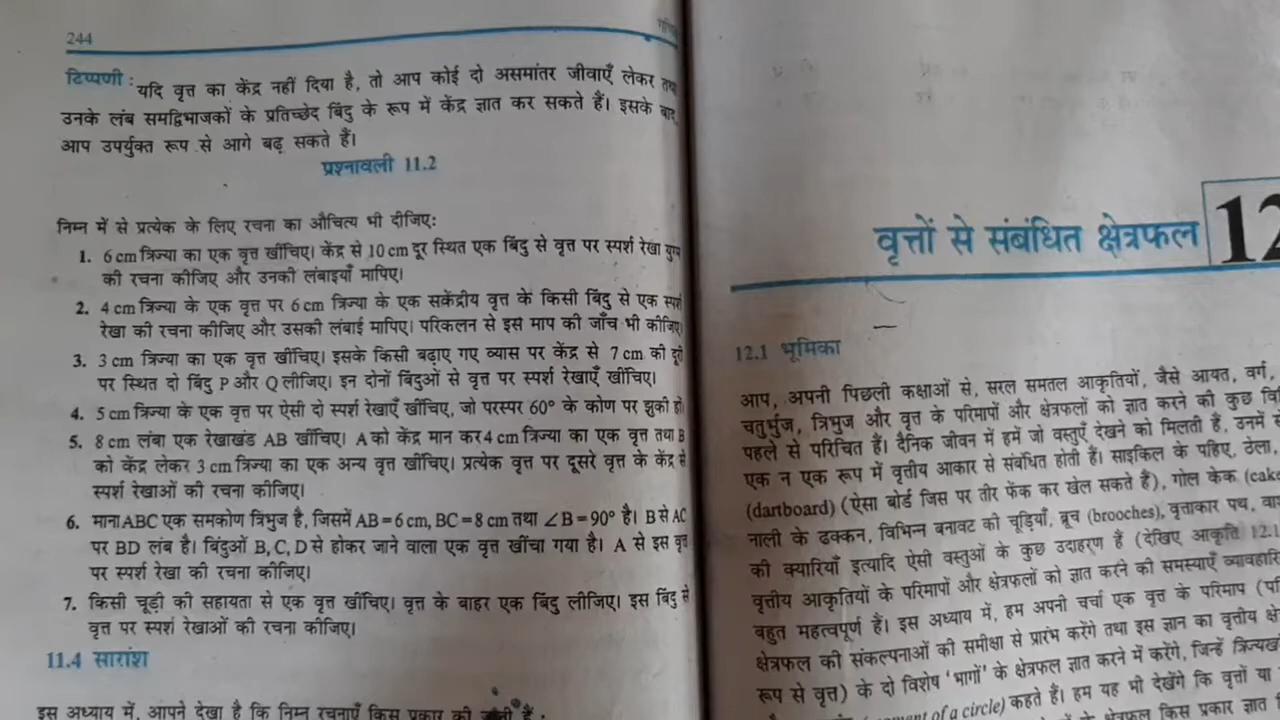 244
टिप्पणी : यदि वृत्त का केंद्र नहीं दिया है, तो आप कोई दो असमांतर जीवाएँ लेकर तथा
उनके लंब समद्विभाजकों के प्रतिच्छेद बिंदु के रूप में केंद्र ज्ञात कर सकते हैं। इसके बाद,
आप उपर्युक्त रूप से आगे बढ़ सकते हैं।
प्रश्नावली 11.2
निम्न में से प्रत्येक के लिए रचना का औचित्य भी दीजिए:
1. 6 cm त्रिज्या का एक वृत्त खींचिए। केंद्र से 10 cm दूर स्थित एक बिंदु से वृत्त पर स्पर्श रेखा युग्म
की रचना कीजिए और उनकी लंबाइयाँ मापिए।
2. 4 cm त्रिज्या के एक वृत्त पर 6 cm त्रिज्या के एक सकेंद्रीय वृत्त के किसी बिंदु से एक स्पर्श
रेखा की रचना कीजिए और उसकी लंबाई मापिए। परिकलन से इस माप की जाँच भी कीजिए।
3. 3 cm त्रिज्या का एक वृत्त खींचिए। इसके किसी बढ़ाए गए व्यास पर केंद्र से 7 cm की दूरी
पर स्थित दो बिंदु P और Q लीजिए। इन दोनों बिंदुओं से वृत्त पर स्पर्श रेखाएँ खींचिए।
4. 5 cm त्रिज्या के एक वृत्त पर ऐसी दो स्पर्श रेखाएँ खींचिए, जो परस्पर 60° के कोण पर झुकी हों
5. 8 cm लंबा एक रेखाखंड AB खींचिए। A को केंद्र मान कर 4 cm त्रिज्या का एक वृत्त तथा B
को केंद्र लेकर 3 cm त्रिज्या का एक अन्य वृत्त खींचिए। प्रत्येक वृत्त पर दूसरे वृत्त के केंद्र से
स्पर्श रेखाओं की रचना कीजिए।
6. माना ABC एक समकोण त्रिभुज है, जिसमें AB = 6 cm, BC = 8 cm तथा ∠B = 90° है। B से AC
पर BD लंब है। बिंदुओं B, C, D से होकर जाने वाला एक वृत्त खींचा गया है। A से इस वृत्त
पर स्पर्श रेखा की रचना कीजिए।
7. किसी चूड़ी की सहायता से एक वृत्त खींचिए। वृत्त के बाहर एक बिंदु लीजिए। इस बिंदु से
वृत्त पर स्पर्श रेखाओं की रचना कीजिए।
11.4 सारांश
इस अध्याय में, आपने देखा है कि निम्न रचनाएँ किस प्रकार की जाती हैं :
वृत्तों से संबंधित क्षेत्रफल 12
12.1 भूमिका
आप, अपनी पिछली कक्षाओं से, सरल समतल आकृतियों, जैसे आयत, वर्ग,
चतुर्भुज, त्रिभुज और वृत्त के परिमापों और क्षेत्रफलों को ज्ञात करने की कुछ
पहले से परिचित हैं। दैनिक जीवन में हमें जो वस्तुएँ देखने को मिलती हैं, उनमें से
एक न एक रूप में वृत्तीय आकार से संबंधित होती हैं। साइकिल के पहिए, ठेला,
(dartboard) (ऐसा बोर्ड जिस पर तीर फेंक कर खेल सकते हैं), गोल केक (cake
नाली के ढक्कन, विभिन्न बनावट की चूड़ियाँ, ब्रूच (brooches), वृत्ताकार पथ,
की क्यारियाँ इत्यादि ऐसी वस्तुओं के कुछ उदाहरण हैं (देखिए आकृति 12.1
वृत्तीय आकृतियों के परिमापों और क्षेत्रफलों को ज्ञात करने की समस्याएँ
बहुत महत्वपूर्ण हैं। इस अध्याय में, हम अपनी चर्चा एक वृत्त के परिमाप
क्षेत्रफल की संकल्पनाओं की समीक्षा से प्रारंभ करेंगे तथा इस ज्ञान का वृत्तीय
रूप से वृत्त) के दो विशेष 'भागों' के क्षेत्रफल ज्ञात करने में करेंगे, जिन्हें
of a circle) कहते हैं। हम यह भी देखेंगे कि वृत्तों या
के क्षेत्रफल किस प्रकार ज्ञात